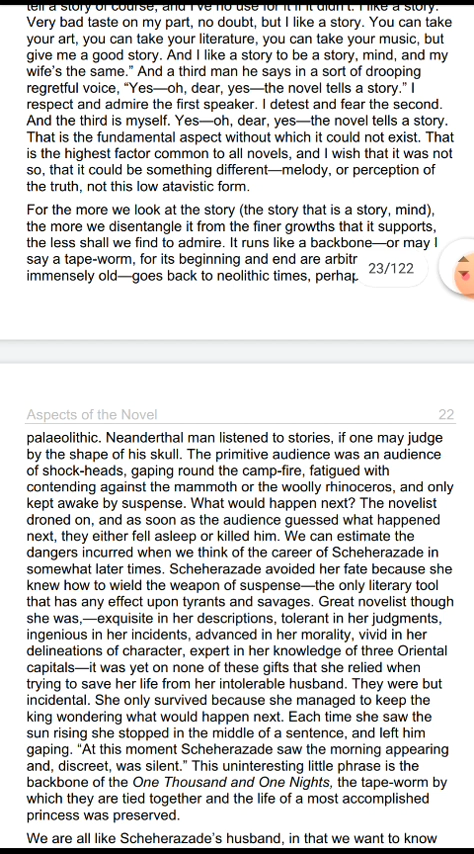 tell a story of course, and I've no use for it if it didn't. I like a story.
Very bad taste on my part, no doubt, but I like a story. You can take
your art, you can take your literature, you can take your music, but
give me a good story. And I like a story to be a story, mind, and my
wife's the same.” And a third man he says in a sort of drooping
regretful voice, “Yes—oh, dear, yes—the novel tells a story.” I
respect and admire the first speaker. I detest and fear the second.
And the third is myself. Yes—oh, dear, yes—the novel tells a story.
That is the fundamental aspect without which it could not exist. That
is the highest factor common to all novels, and I wish that it was not
so, that it could be something different—melody, or perception of
the truth, not this low atavistic form.
For the more we look at the story (the story that is a story, mind),
the more we disentangle it from the finer growths that it supports,
the less shall we find to admire. It runs like a backbone—or may I
say a tape-worm, for its beginning and end are arbitr
immensely old—goes back to neolithic times, perhap
23/122
Aspects of the Novel 22
palaeolithic. Neanderthal man listened to stories, if one may judge
by the shape of his skull. The primitive audience was an audience
of shock-heads, gaping round the camp-fire, fatigued with
contending against the mammoth or the woolly rhinoceros, and only
kept awake by suspense. What would happen next? The novelist
droned on, and as soon as the audience guessed what happened
next, they either fell asleep or killed him. We can estimate the
dangers incurred when we think of the career of Scheherazade in
somewhat later times. Scheherazade avoided her fate because she
knew how to wield the weapon of suspense—the only literary tool
that has any effect upon tyrants and savages. Great novelist though
she was,—exquisite in her descriptions, tolerant in her judgments,
ingenious in her incidents, advanced in her morality, vivid in her
delineations of character, expert in her knowledge of three Oriental
capitals—it was yet on none of these gifts that she relied when
trying to save her life from her intolerable husband. They were but
incidental. She only survived because she managed to keep the
king wondering what would happen next. Each time she saw the
sun rising she stopped in the middle of a sentence, and left him
gaping. “At this moment Scheherazade saw the morning appearing
and, discreet, was silent.” This uninteresting little phrase is the
backbone of the One Thousand and One Nights, the tape-worm by
which they are tied together and the life of a most accomplished
princess was preserved.
We are all like Scheherazade's husband, in that we want to know